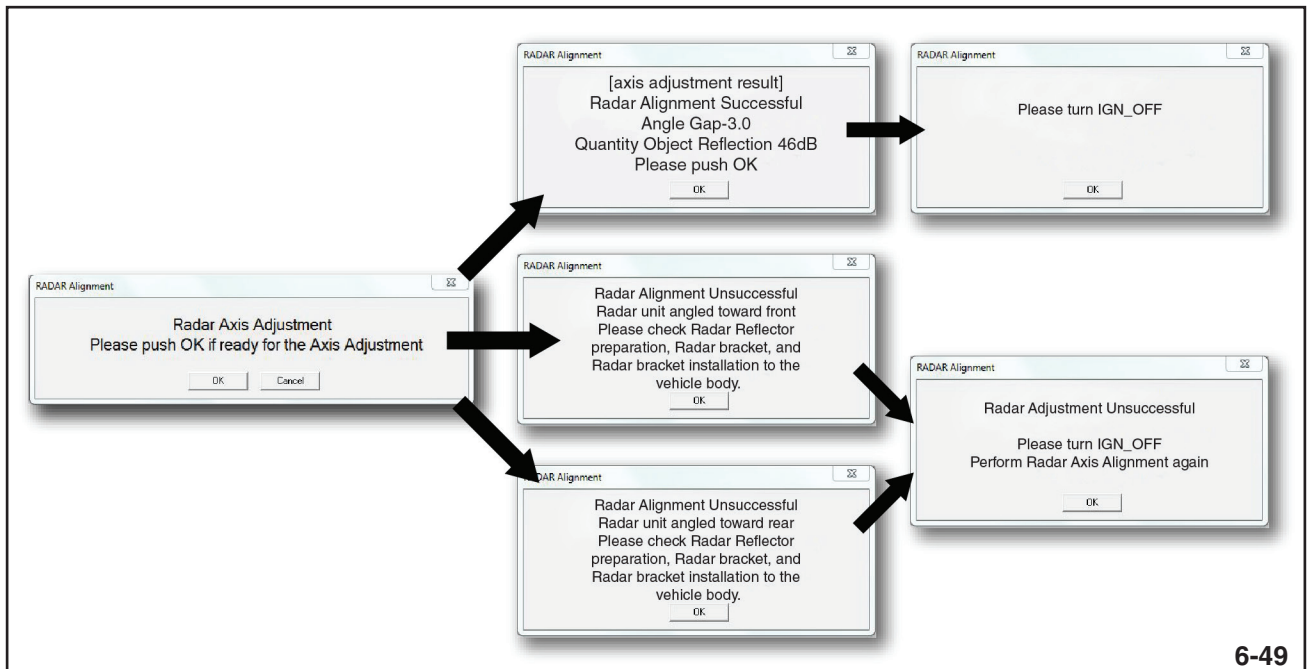 RADAR Alignment
Radar Axis Adjustment
Please push OK if ready for the Axis Adjustment
OK
Cancel
RADAR Alignment
[axis adjustment result]
Radar Alignment Successful
Angle Gap-3.0
Quantity Object Reflection 46dB
Please push OK
OK
RADAR Alignment
Please turn IGN_OFF
OK
RADAR Alignment
Radar Alignment Unsuccessful
Radar unit angled toward front
Please check Radar Reflector
preparation, Radar bracket, and
Radar bracket installation to the
vehicle body.
OK
RADAR Alignment
Radar Alignment Unsuccessful
Radar unit angled toward rear
Please check Radar Reflector
preparation, Radar bracket, and
Radar bracket installation to the
vehicle body.
OK
RADAR Alignment
Radar Adjustment Unsuccessful
Please turn IGN_OFF
Perform Radar Axis Alignment again
OK
6-49